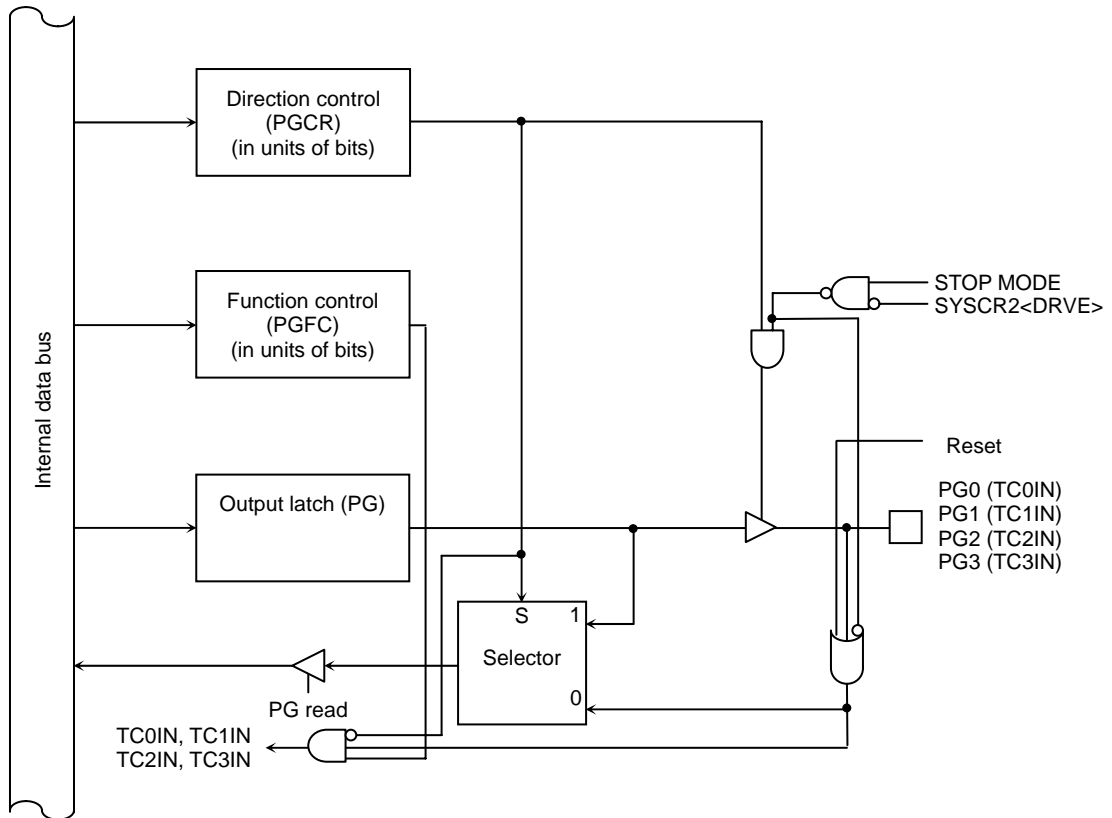 Internal data bus
Direction control
(PGCR)
(in units of bits)
Function control
(PGFC)
(in units of bits)
STOP MODE
SYSCR2<DRVE>
Reset
Output latch (PG)
PG0 (TC0IN)
PG1 (TC1IN)
PG2 (TC2IN)
PG3 (TC3IN)
S
1
Selector
0
PG read
TC0IN, TC1IN
TC2IN, TC3IN